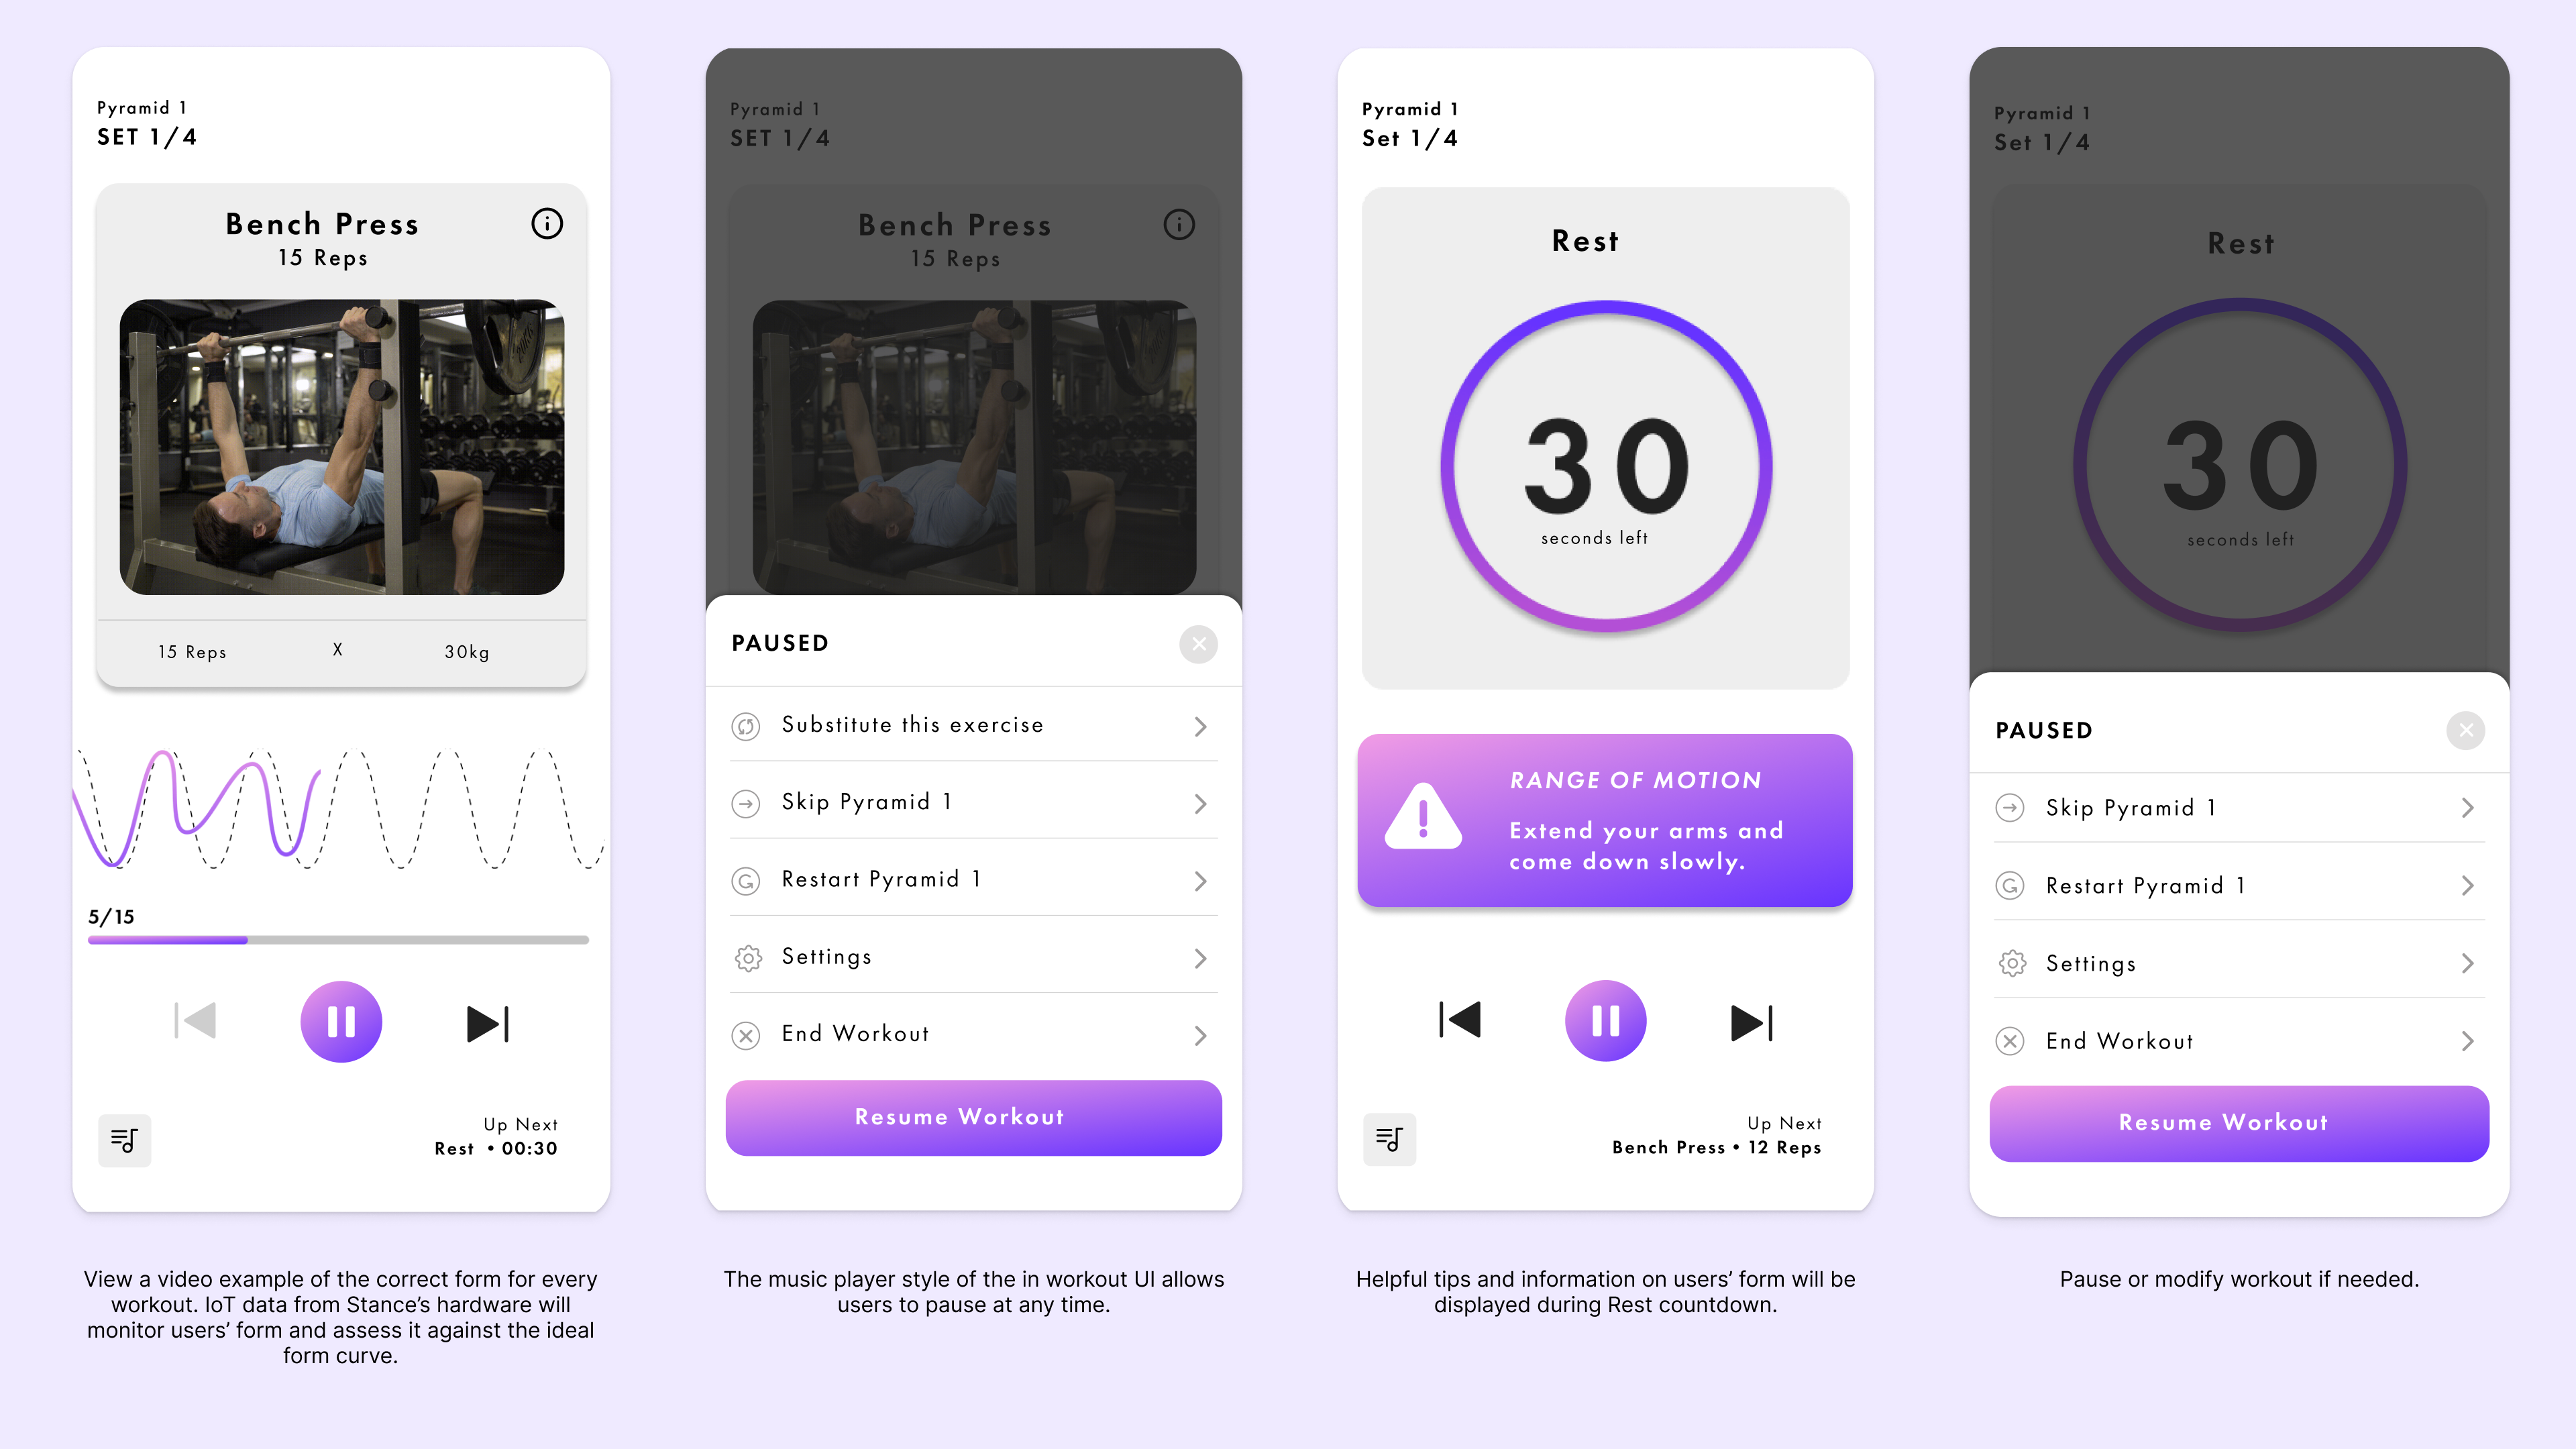 Pyramid 1
SET 1/4
Bench Press
15 Reps
15 Reps X 30kg
5/15
Up Next
Rest • 00:30
View a video example of the correct form for every
workout. IoT data from Stance’s hardware will
monitor users’ form and assess it against the ideal
form curve.
Pyramid 1
SET 1/4
Bench Press
15 Reps
PAUSED
Substitute this exercise
Skip Pyramid 1
Restart Pyramid 1
Settings
End Workout
Resume Workout
The music player style of the in workout UI allows
users to pause at any time.
Pyramid 1
Set 1/4
Rest
30
seconds left
RANGE OF MOTION
Extend your arms and
come down slowly.
Up Next
Bench Press • 12 Reps
Helpful tips and information on users’ form will be
displayed during Rest countdown.
Pyramid 1
Set 1/4
Rest
30
seconds left
PAUSED
Skip Pyramid 1
Restart Pyramid 1
Settings
End Workout
Resume Workout
Pause or modify workout if needed.